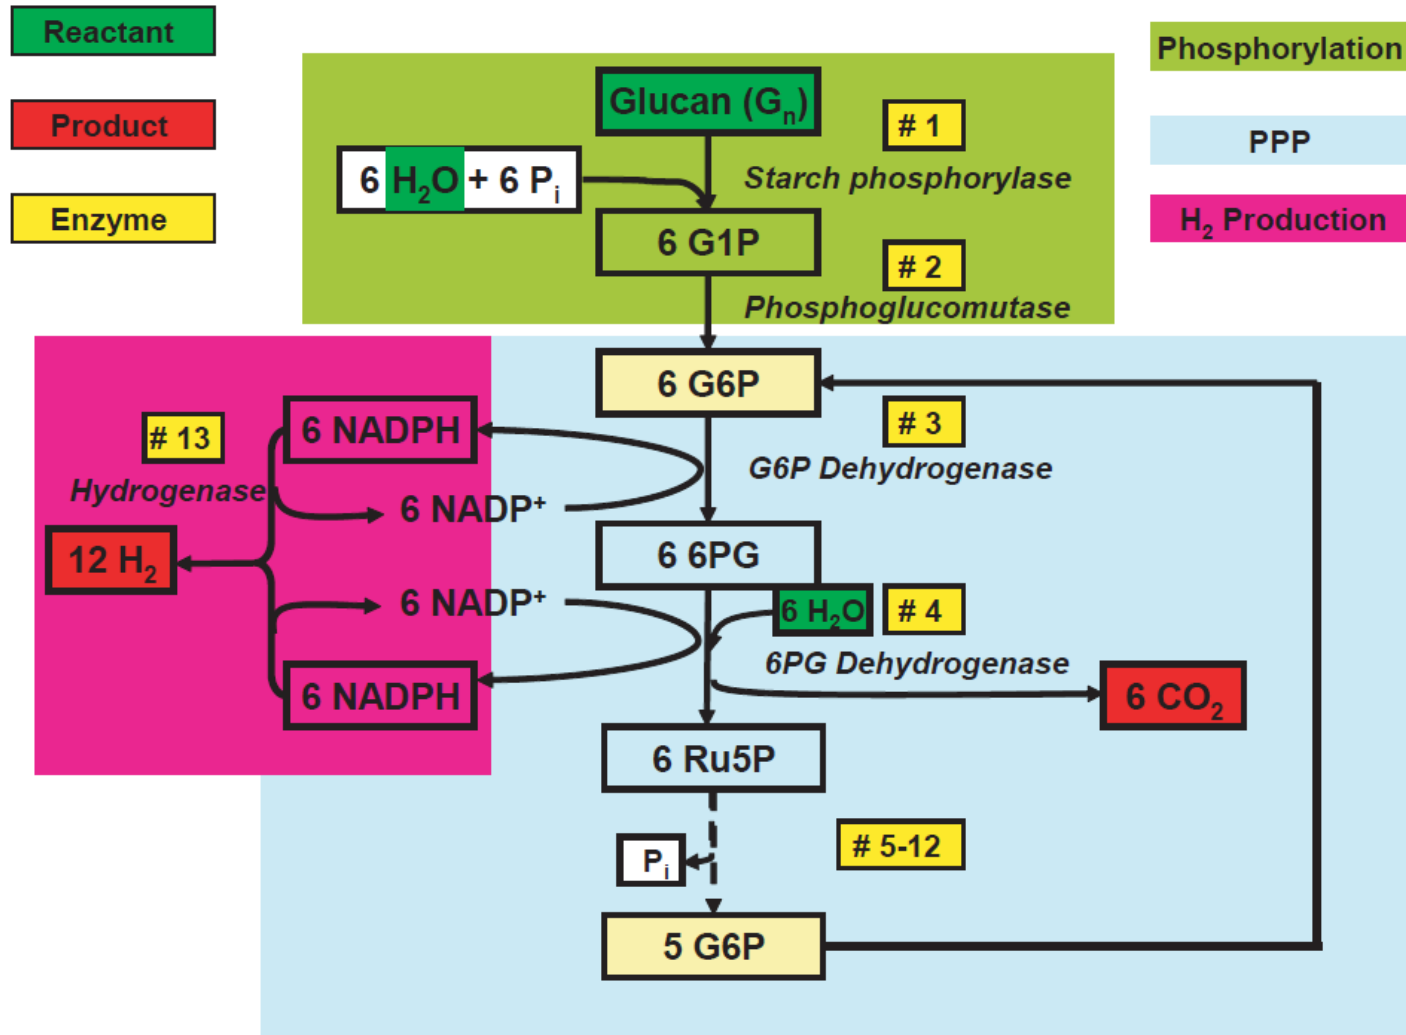 Reactant
Product
Enzyme
Phosphorylation
PPP
H₂ Production
Glucan (Gₙ)
# 1
Starch phosphorylase
6 H₂O + 6 Pᵢ
6 G1P
# 2
Phosphoglucomutase
6 G6P
# 3
G6P Dehydrogenase
6 NADPH
# 13
Hydrogenase
6 NADP⁺
12 H₂
6 6PG
6 NADP⁺
6 H₂O
# 4
6PG Dehydrogenase
6 NADPH
6 CO₂
6 Ru5P
# 5-12
Pᵢ
5 G6P